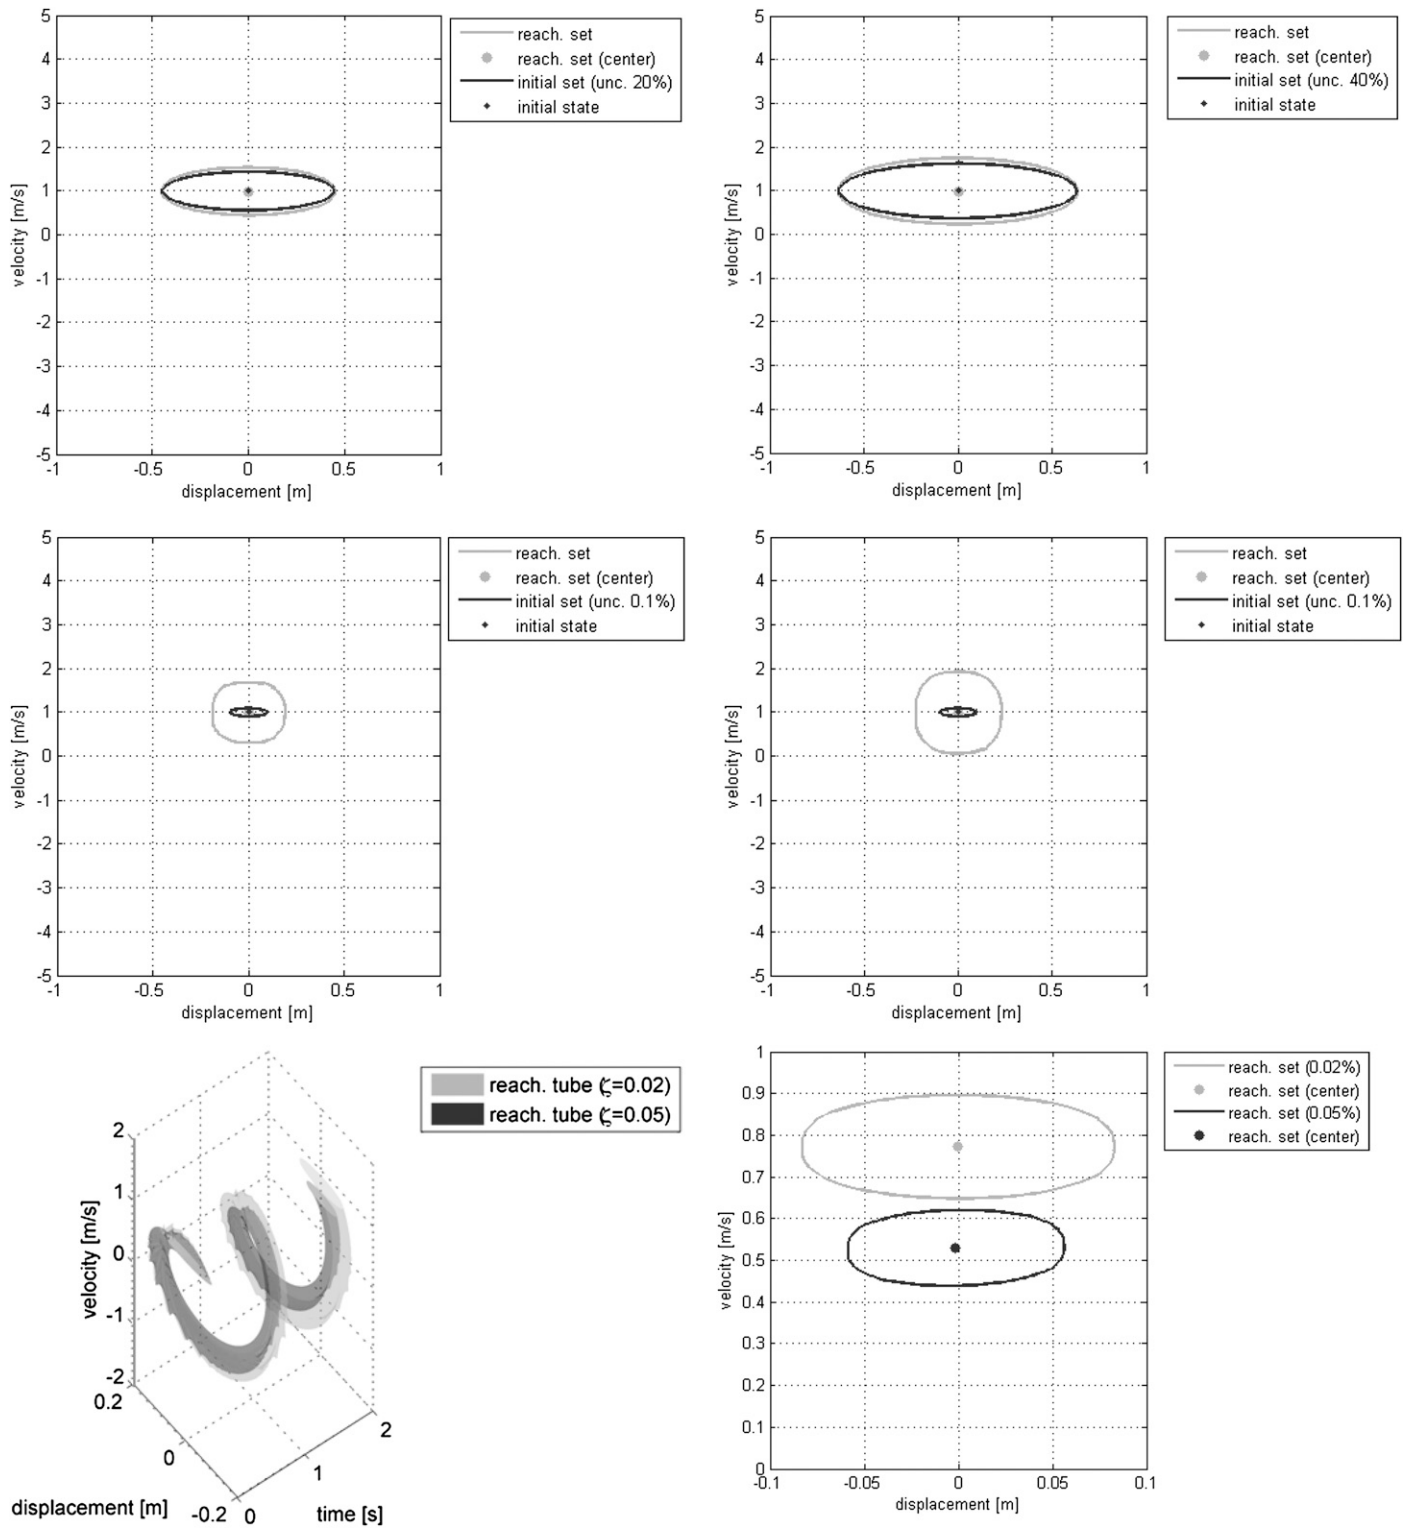 5
4
3
2
1
0
-1
-2
-3
-4
-5
velocity [m/s]
-1 -0.5 0 0.5 1
displacement [m]
reach. set
reach. set (center)
initial set (unc. 20%)
initial state
5
4
3
2
1
0
-1
-2
-3
-4
-5
velocity [m/s]
-1 -0.5 0 0.5 1
displacement [m]
reach. set
reach. set (center)
initial set (unc. 40%)
initial state
5
4
3
2
1
0
-1
-2
-3
-4
-5
velocity [m/s]
-1 -0.5 0 0.5 1
displacement [m]
reach. set
reach. set (center)
initial set (unc. 0.1%)
initial state
5
4
3
2
1
0
-1
-2
-3
-4
-5
velocity [m/s]
-1 -0.5 0 0.5 1
displacement [m]
reach. set
reach. set (center)
initial set (unc. 0.1%)
initial state
reach. tube (ζ=0.02)
reach. tube (ζ=0.05)
2
1
0
-1
-2
velocity [m/s]
0.2
0
-0.2
displacement [m]
0
1
2
time [s]
1
0.9
0.8
0.7
0.6
0.5
0.4
0.3
0.2
0.1
0
velocity [m/s]
-0.1 -0.05 0 0.05 0.1
displacement [m]
reach. set (0.02%)
reach. set (center)
reach. set (0.05%)
reach. set (center)